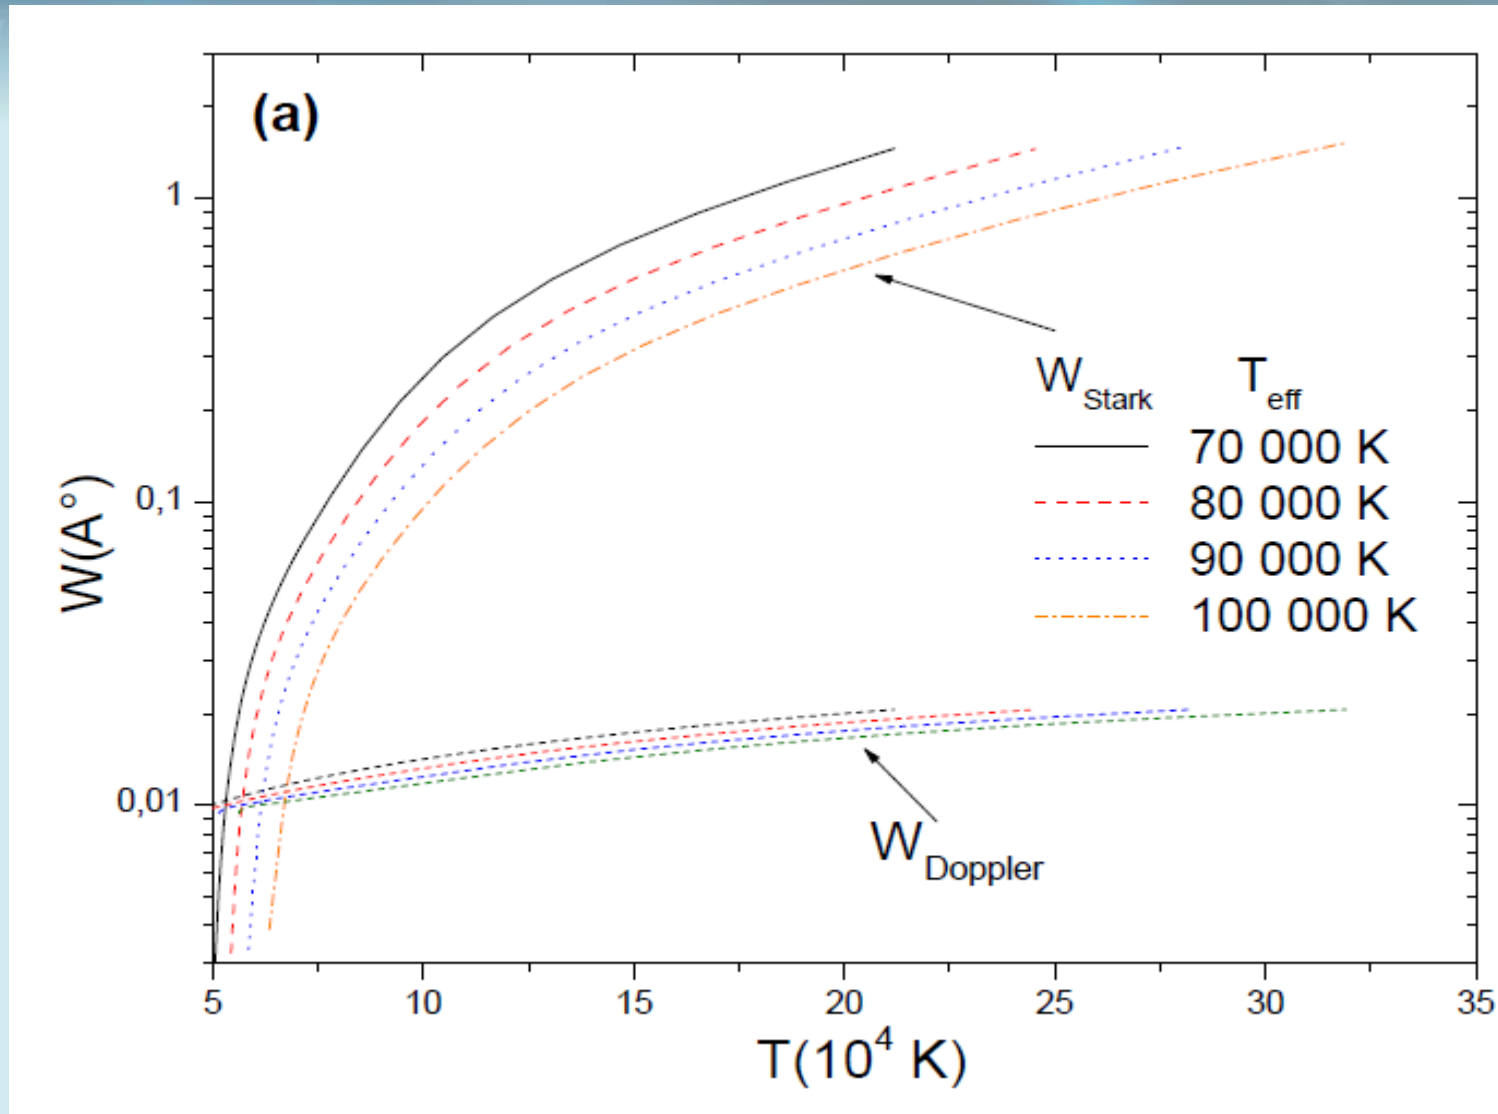 (a)
1
0,1
0,01
W(A°)
W_Stark T_eff
70 000 K
80 000 K
90 000 K
100 000 K
W_Doppler
5 10 15 20 25 30 35
T(10^4 K)